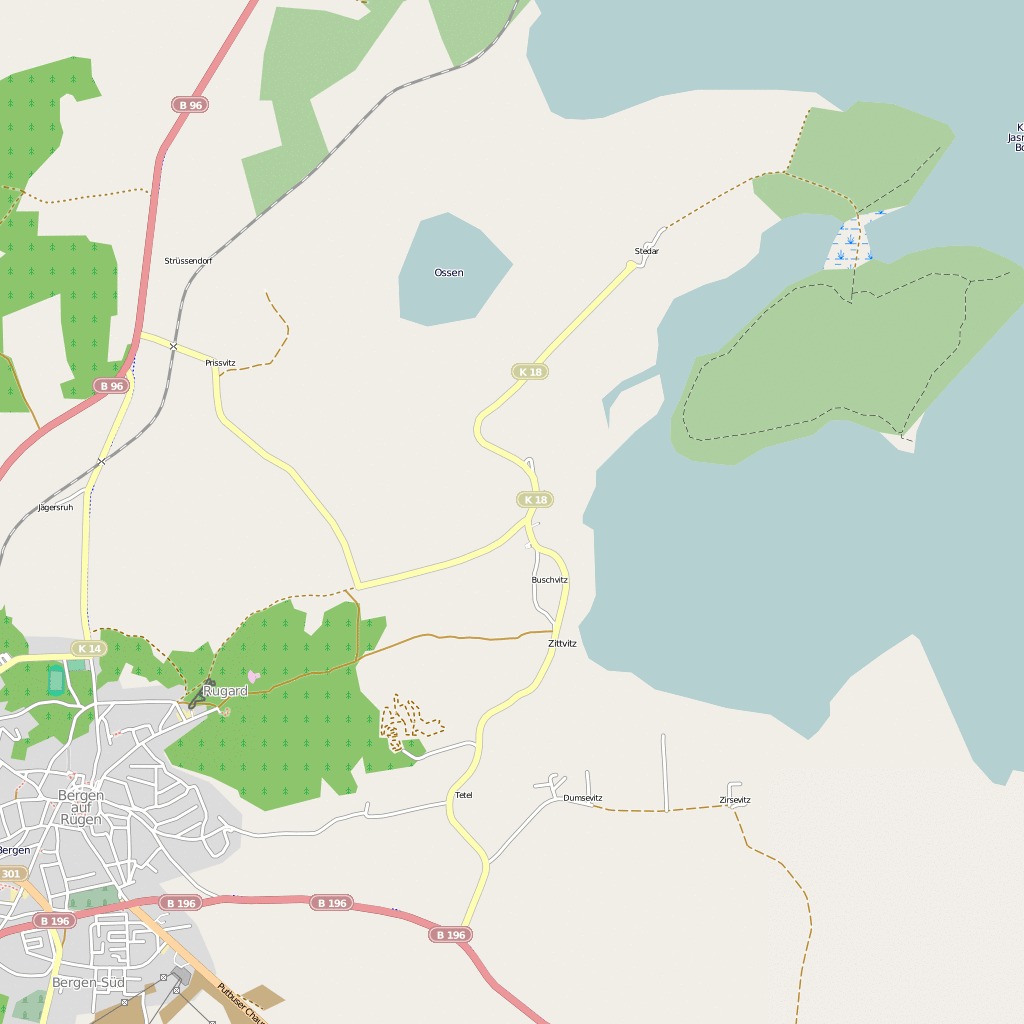 B 96
K
Jasm
Bo
Stedar
Strüssendorf
Ossen
Prissvitz
K 18
B 96
K 18
Jägersruh
Buschvitz
Zittvitz
K 14
Rugard
Tetel
Dumsevitz
Zirsevitz
Bergen
auf
Rügen
Bergen
301
B 196
B 196
B 196
B 196
Bergen-Süd
Putbuser Chaus